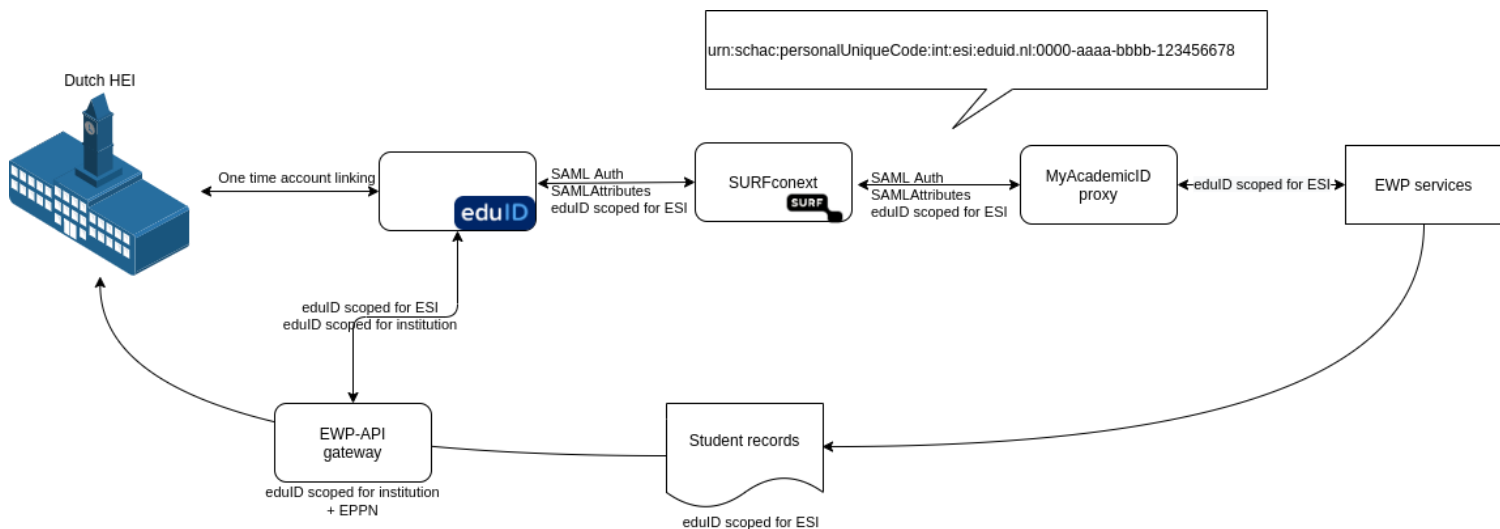 urn:schac:personalUniqueCode:int:esi:eduid.nl:0000-aaaa-bbbb-123456678
Dutch HEI
One time account linking
eduID
SAML Auth
SAMLAttributes
eduID scoped for ESI
SURFconext
SURF
SAML Auth
SAMLAttributes
eduID scoped for ESI
MyAcademicID
proxy
eduID scoped for ESI
EWP services
eduID scoped for ESI
eduID scoped for institution
EWP-API
gateway
eduID scoped for institution
+ EPPN
Student records
eduID scoped for ESI